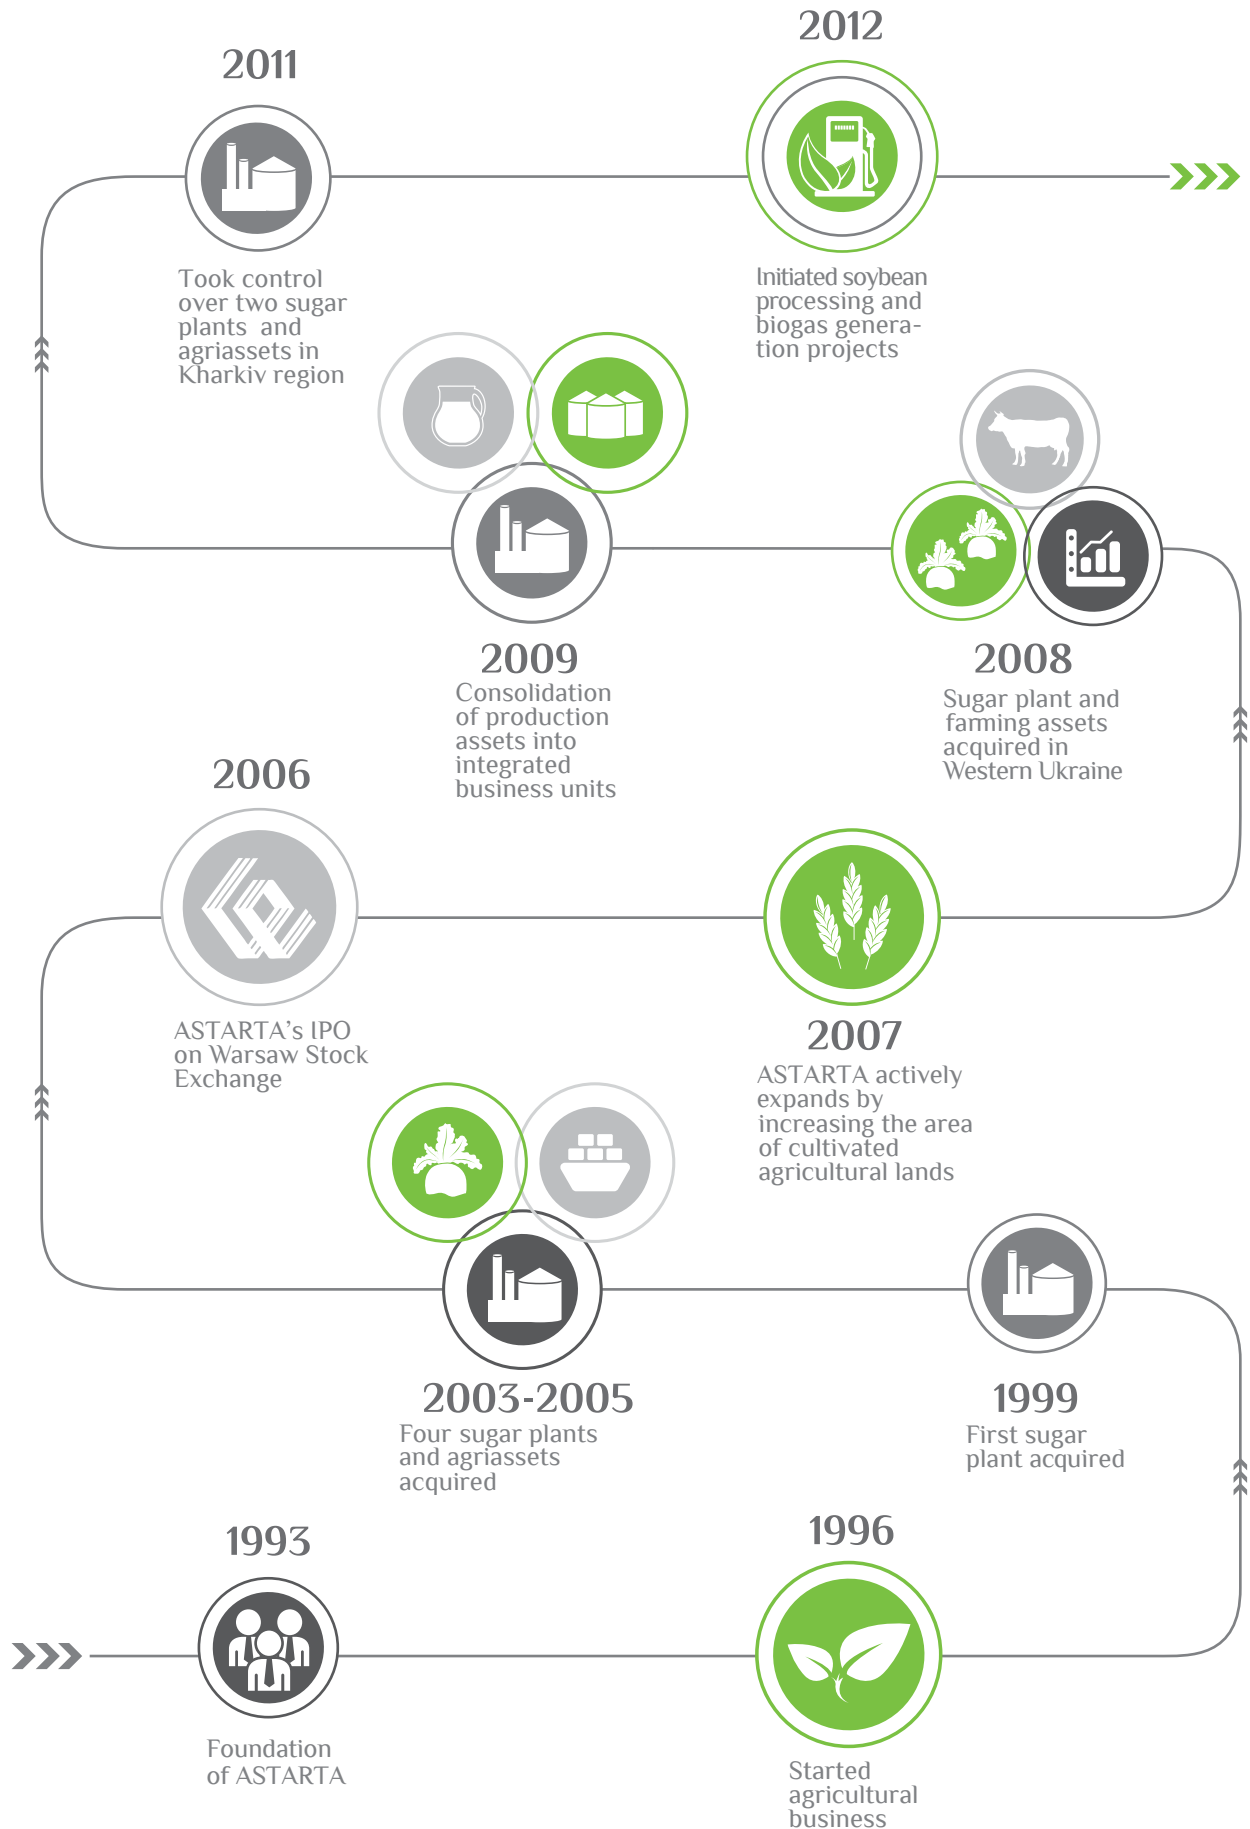 2011
Took control
over two sugar
plants and
agriassets in
Kharkiv region
2012
Initiated soybean
processing and
biogas genera-
tion projects
2009
Consolidation
of production
assets into
integrated
business units
2008
Sugar plant and
farming assets
acquired in
Western Ukraine
2006
ASTARTA's IPO
on Warsaw Stock
Exchange
2007
ASTARTA actively
expands by
increasing the area
of cultivated
agricultural lands
2003-2005
Four sugar plants
and agriassets
acquired
1999
First sugar
plant acquired
1993
Foundation
of ASTARTA
1996
Started
agricultural
business